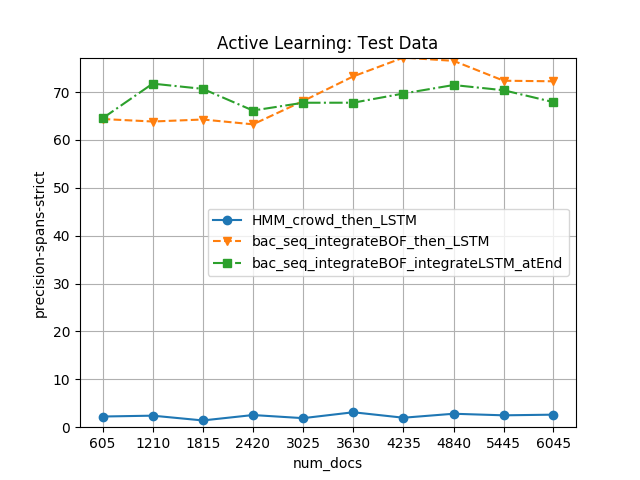 Active Learning: Test Data
precision-spans-strict
70
60
50
40
30
20
10
0
HMM_crowd_then_LSTM
bac_seq_integrateBOF_then_LSTM
bac_seq_integrateBOF_integrateLSTM_atEnd
605 1210 1815 2420 3025 3630 4235 4840 5445 6045
num_docs